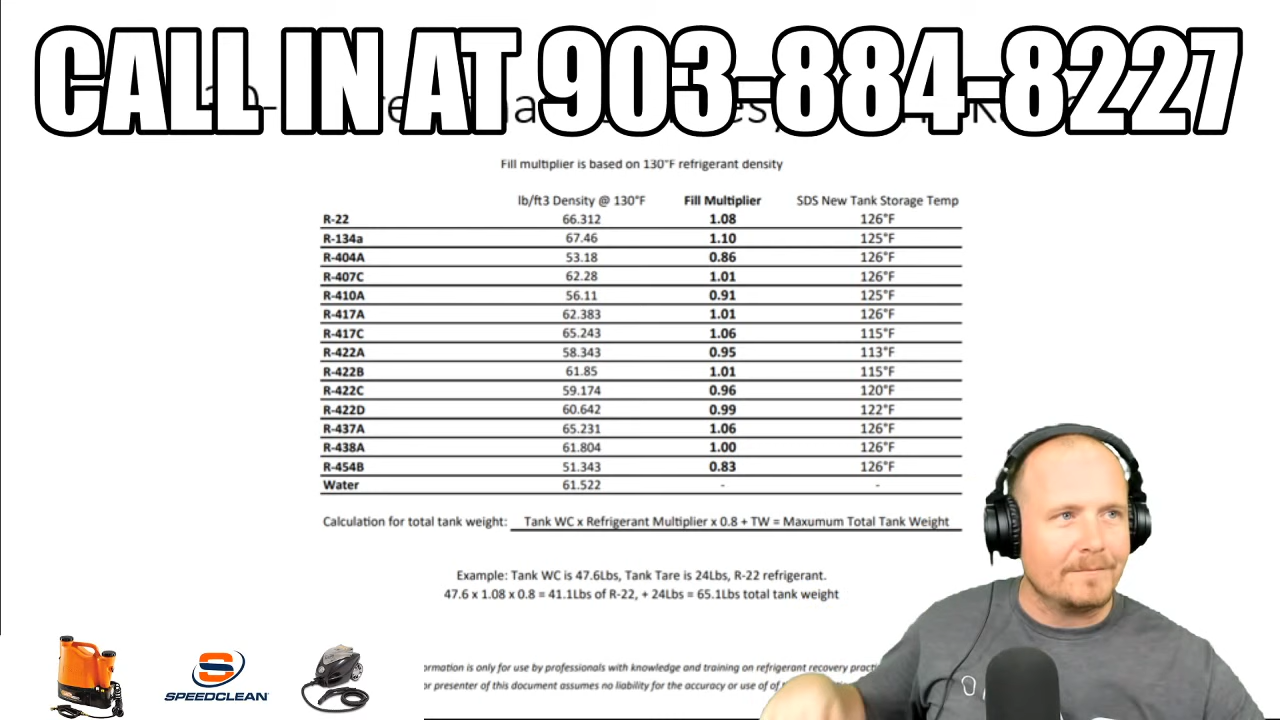 CALL IN AT 903-884-8227
Fill multiplier is based on 130°F refrigerant density
lb/ft3 Density @ 130°F Fill Multiplier SDS New Tank Storage Temp
R-22 66.312 1.08 126°F
R-134a 67.46 1.10 125°F
R-404A 53.18 0.86 126°F
R-407C 62.28 1.01 126°F
R-410A 56.11 0.91 125°F
R-417A 62.383 1.01 126°F
R-417C 65.243 1.06 115°F
R-422A 58.343 0.95 113°F
R-422B 61.85 1.01 115°F
R-422C 59.174 0.96 120°F
R-422D 60.642 0.99 122°F
R-437A 65.231 1.06 126°F
R-438A 61.804 1.00 126°F
R-454B 51.343 0.83 126°F
Water 61.522 - -
Calculation for total tank weight: Tank WC x Refrigerant Multiplier x 0.8 + TW = Maxumum Total Tank Weight
Example: Tank WC is 47.6Lbs, Tank Tare is 24Lbs, R-22 refrigerant.
47.6 x 1.08 x 0.8 = 41.1Lbs of R-22, + 24Lbs = 65.1Lbs total tank weight
ormation is only for use by professionals with knowledge and training on refrigerant recovery
or presenter of this document assumes no liability for the accuracy or use of of
SPEEDCLEAN